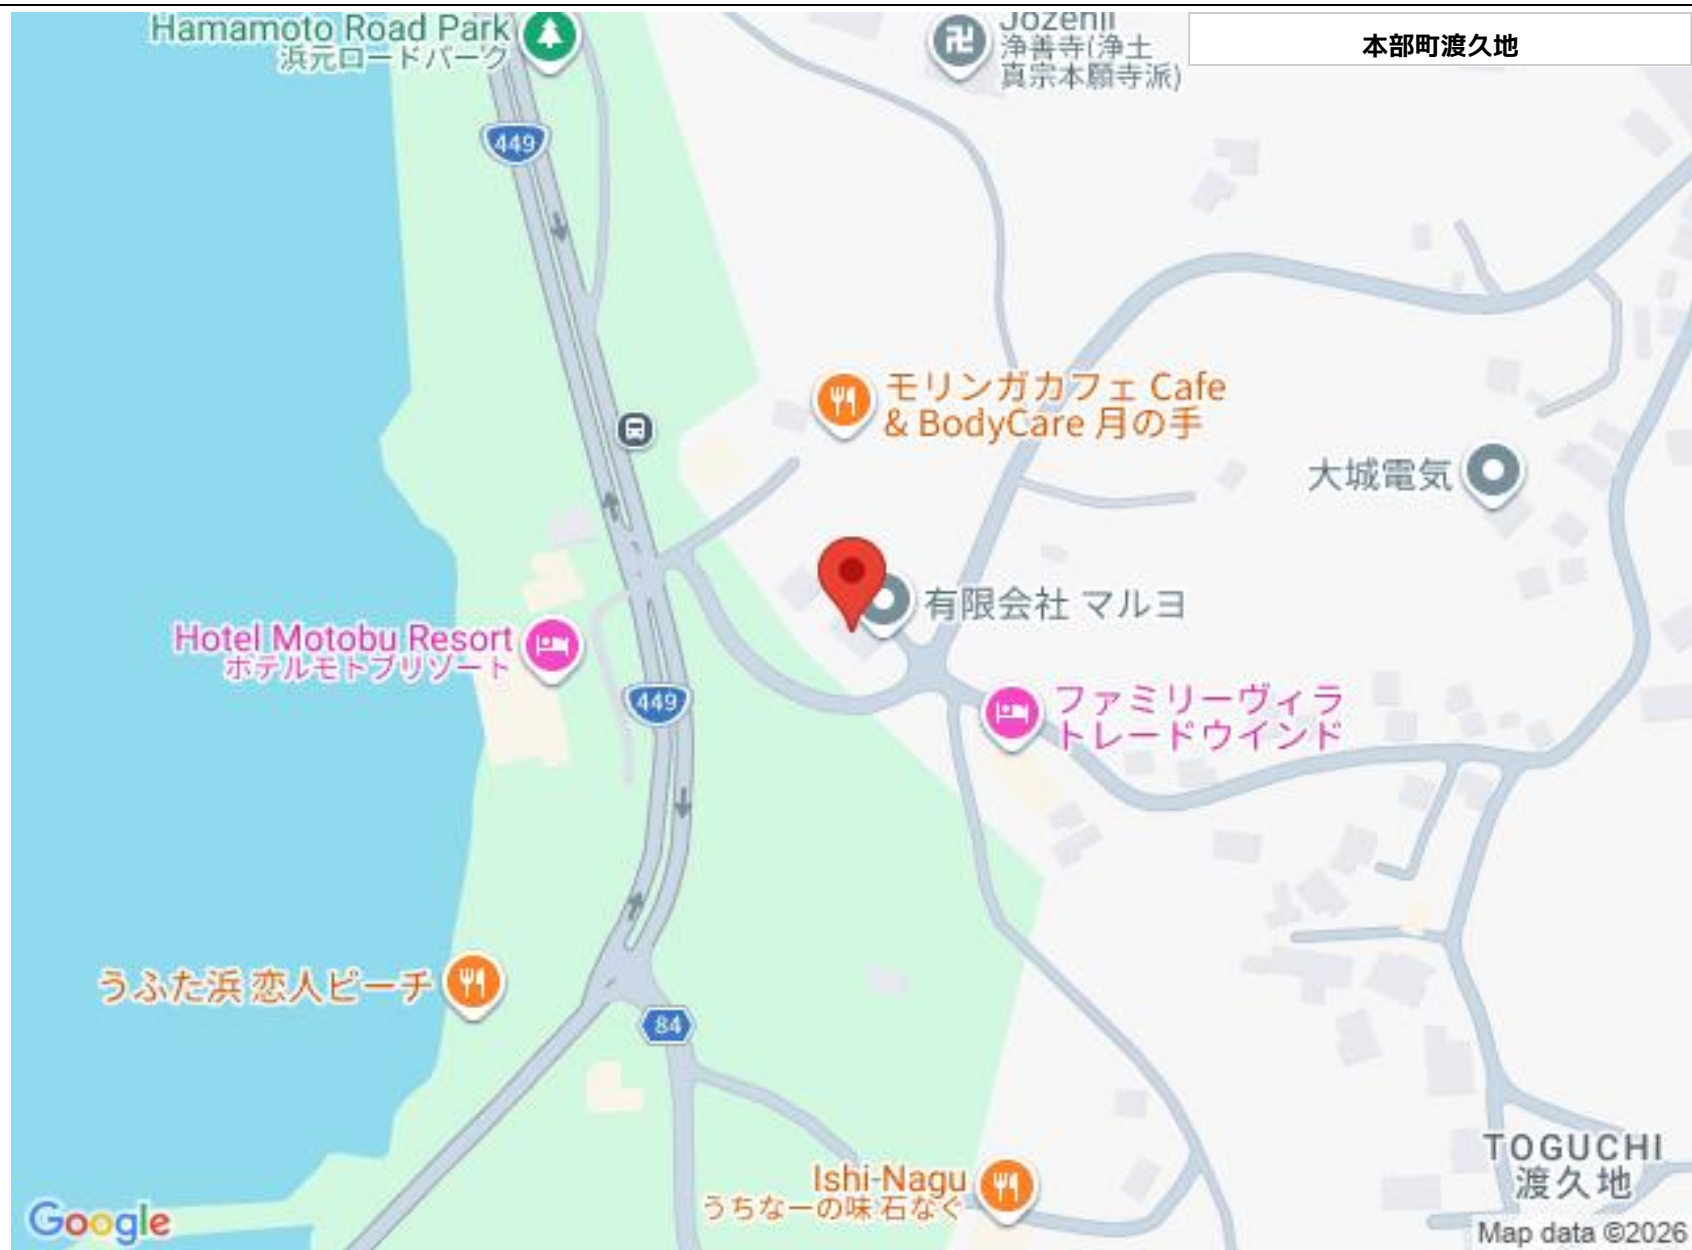 Hamamoto Road Park
浜元ロードパーク
Jozenji
浄善寺(浄土
真宗本願寺派)
本部町渡久地
449
モリンガカフェ Cafe
& BodyCare 月の手
大城電気
有限会社 マルヨ
Hotel Motobu Resort
ホテルモトブリゾート
449
ファミリーヴィラ
トレードウインド
うふた浜 恋人ビーチ
84
Ishi-Nagu
うちなーの味 石なぐ
TOGUCHI
渡久地
Google
Map data ©2026